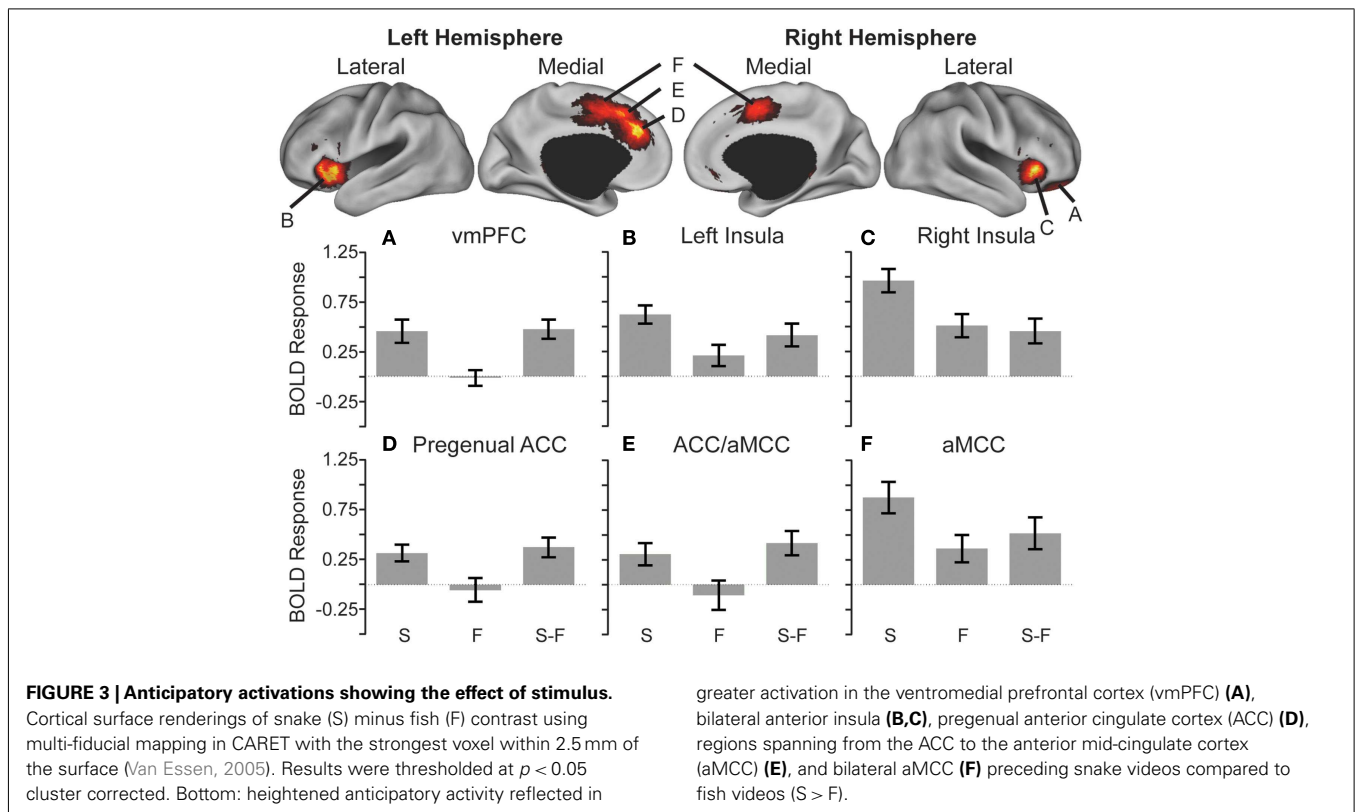 Left Hemisphere
Right Hemisphere
Lateral
Medial
F
Medial
Lateral
E
D
B
C
A
A vmPFC
B Left Insula
C Right Insula
BOLD Response
1.25
0.75
0.25
-0.25
D Pregenual ACC
E ACC/aMCC
F aMCC
BOLD Response
1.25
0.75
0.25
-0.25
S F S-F
S F S-F
S F S-F
FIGURE 3 | Anticipatory activations showing the effect of stimulus.
Cortical surface renderings of snake (S) minus fish (F) contrast using
multi-fiducial mapping in CARET with the strongest voxel within 2.5 mm of
the surface (Van Essen, 2005). Results were thresholded at p < 0.05
cluster corrected. Bottom: heightened anticipatory activity reflected in
greater activation in the ventromedial prefrontal cortex (vmPFC) (A),
bilateral anterior insula (B,C), pregenual anterior cingulate cortex (ACC) (D),
regions spanning from the ACC to the anterior mid-cingulate cortex
(aMCC) (E), and bilateral aMCC (F) preceding snake videos compared to
fish videos (S > F).